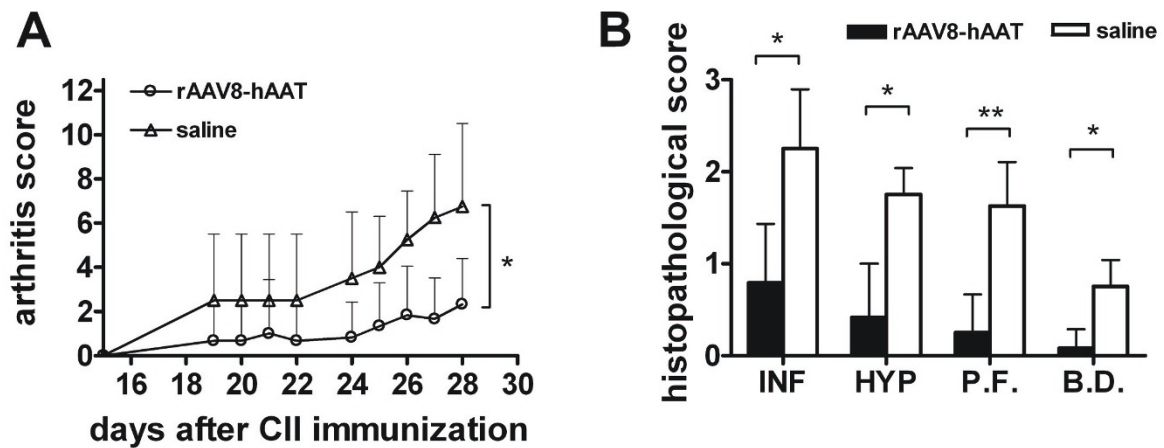 A
arthritis score
12
10
8
6
4
2
0
rAAV8-hAAT
saline
*
16 18 20 22 24 26 28 30
days after CII immunization
B
rAAV8-hAAT saline
histopathological score
3
2
1
0
* * ** *
INF HYP P.F. B.D.